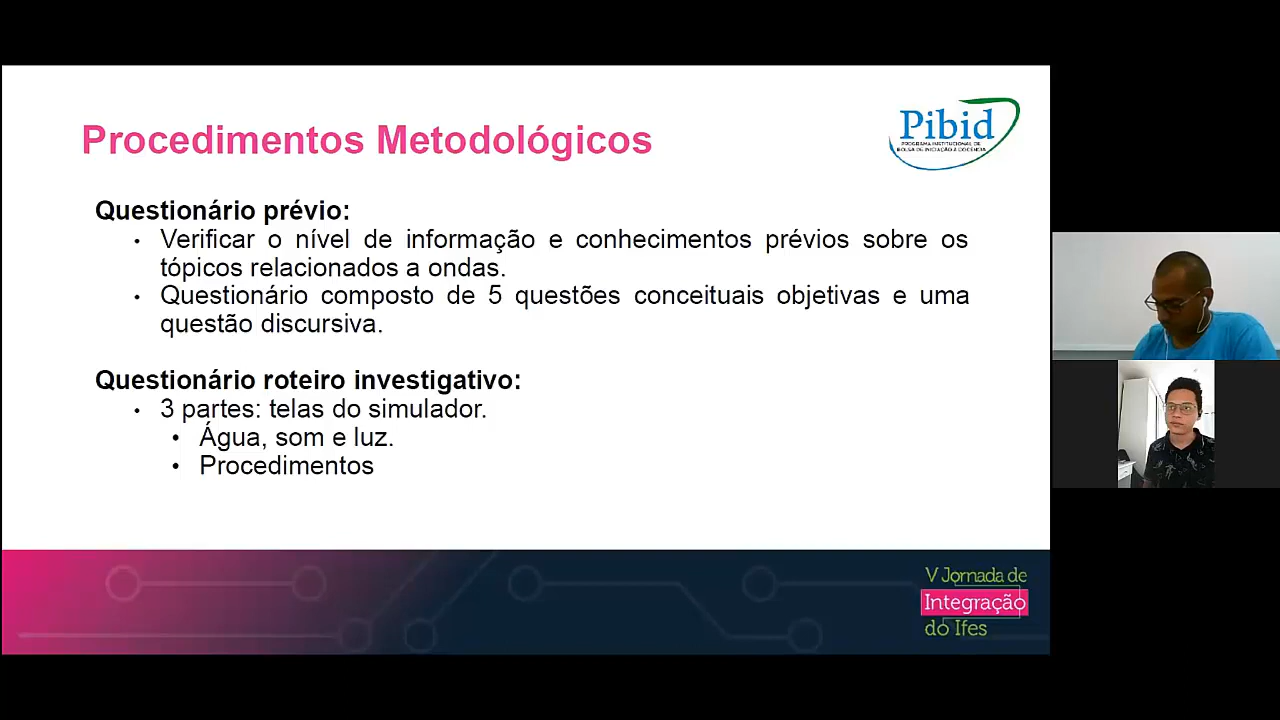 Procedimentos Metodológicos
Pibid
PROGRAMA INSTITUCIONAL DE
BOLSA DE INICIAÇÃO À DOCÊNCIA
Questionário prévio:
• Verificar o nível de informação e conhecimentos prévios sobre os
tópicos relacionados a ondas.
• Questionário composto de 5 questões conceituais objetivas e uma
questão discursiva.
Questionário roteiro investigativo:
• 3 partes: telas do simulador.
• Água, som e luz.
• Procedimentos
V Jornada de
Integração
do Ifes